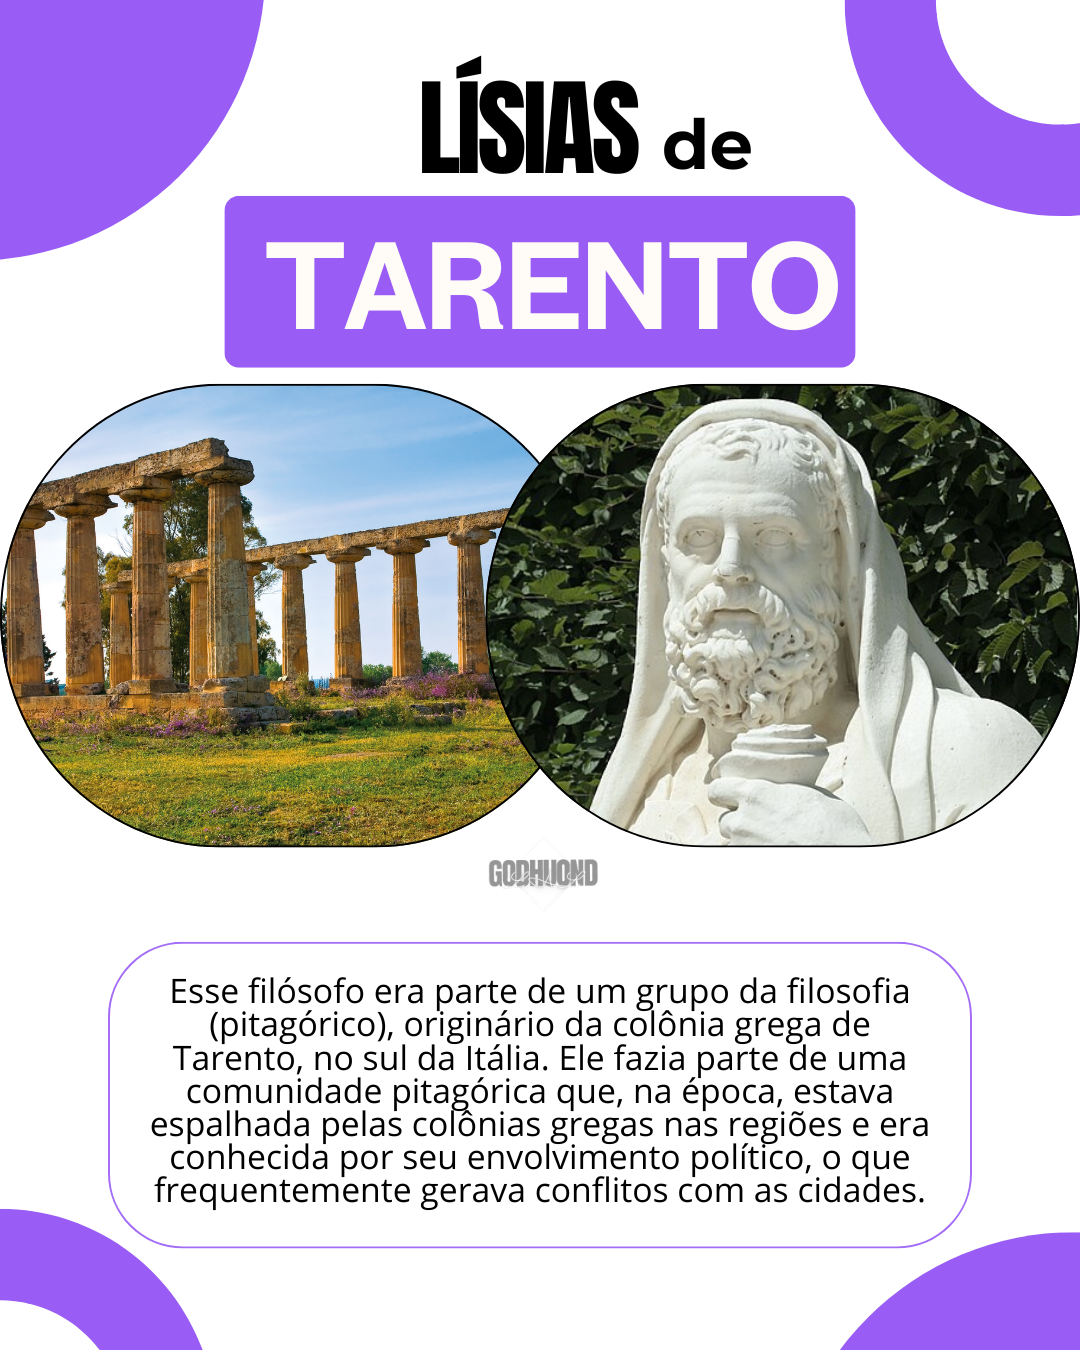 LÍSIAS de
TARENTO
GODHUOND
Esse filósofo era parte de um grupo da filosofia
(pitagórico), originário da colônia grega de
Tarento, no sul da Itália. Ele fazia parte de uma
comunidade pitagórica que, na época, estava
espalhada pelas colônias gregas nas regiões e era
conhecida por seu envolvimento político, o que
frequentemente gerava conflitos com as cidades.